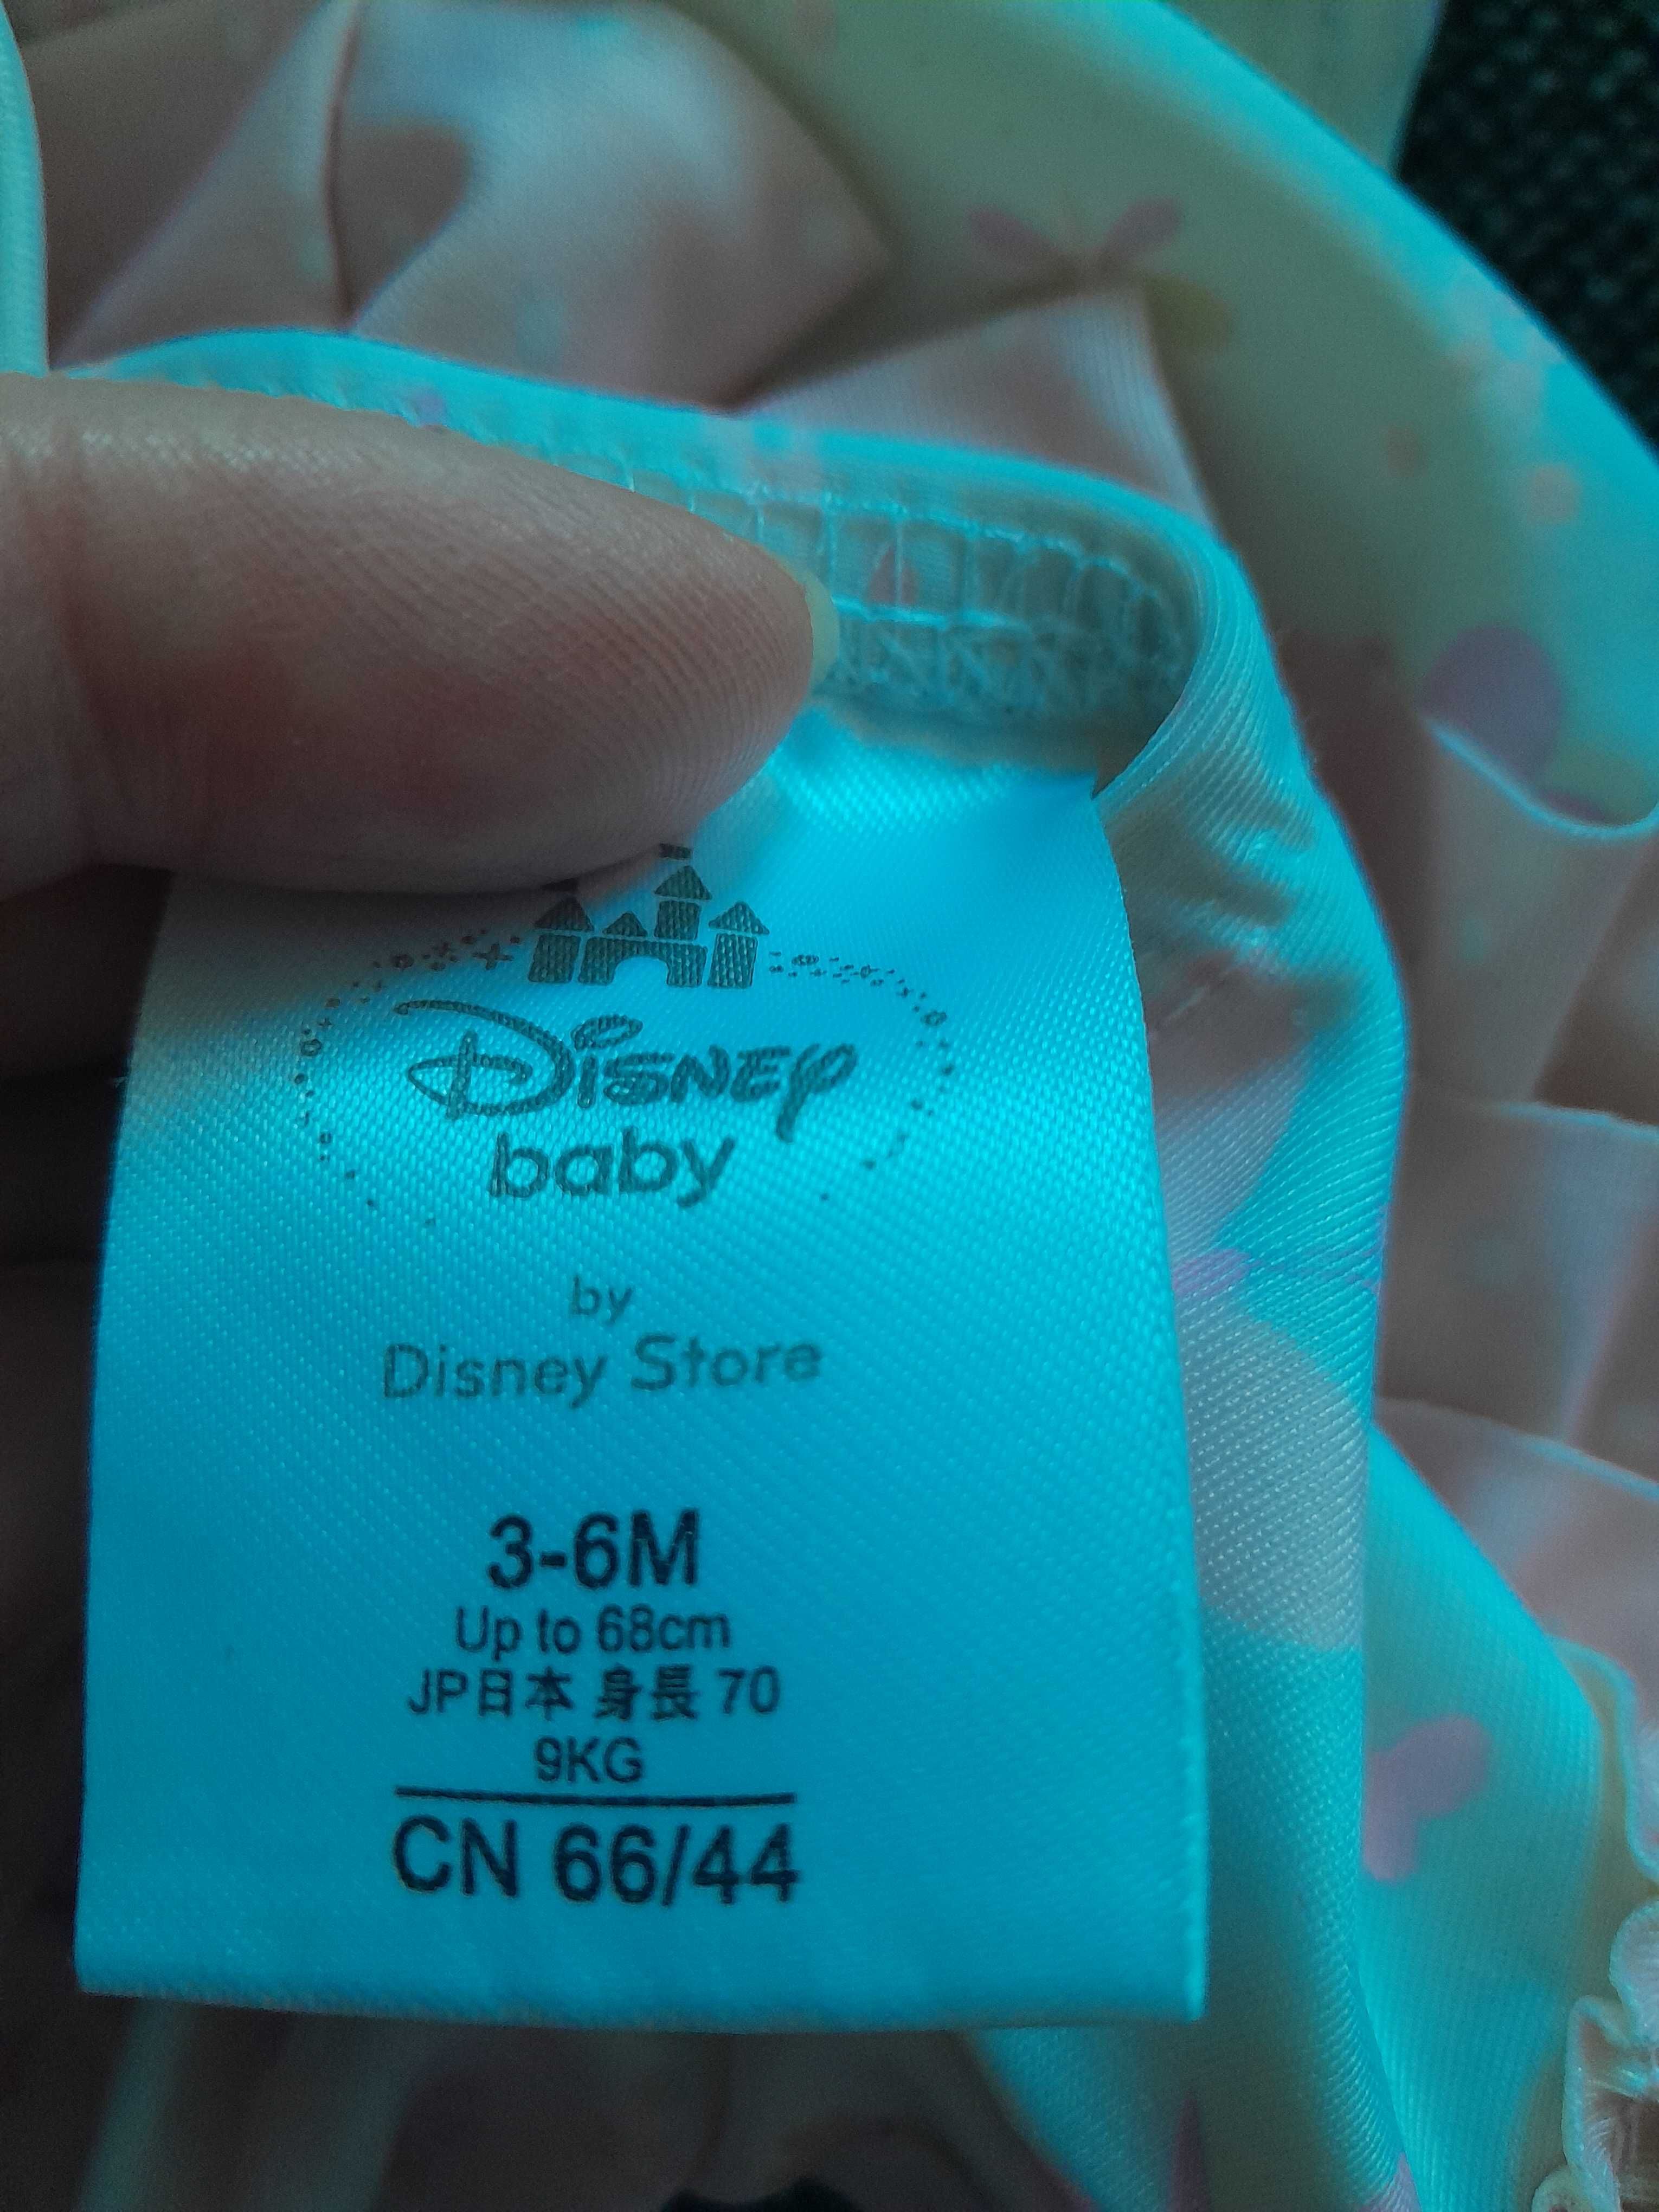 Disney
baby
by
Disney Store
3-6M
Up to 68cm
JP日本 身長 70
9KG
CN 66/44